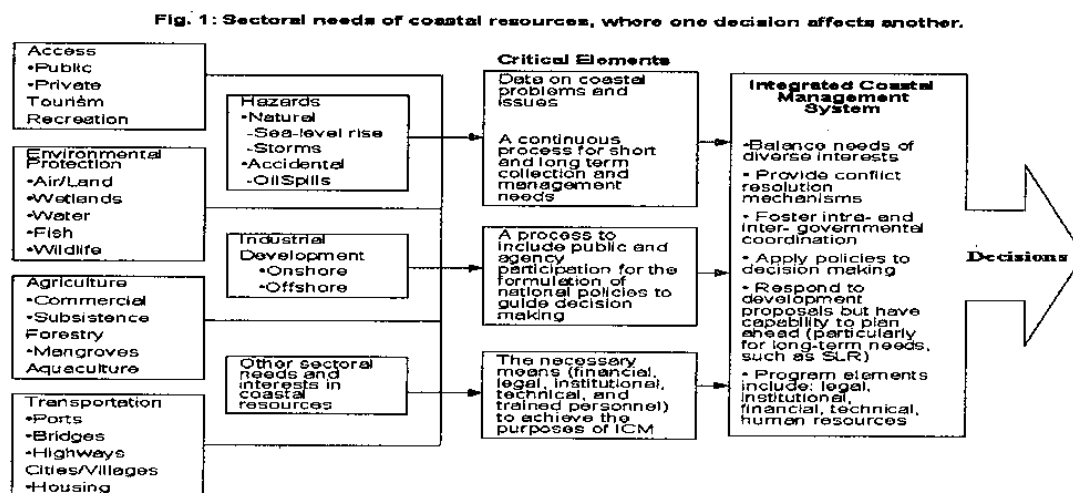 Fig. 1: Sectoral needs of coastal resources, where one decision affects another.
Access
•Public
•Private
Tourism
Recreation
Environmental
Protection
•Air/Land
•Wetlands
•Water
•Fish
•Wildlife
Agriculture
•Commercial
•Subsistence
Forestry
•Mangroves
Aquaculture
Transportation
•Ports
•Bridges
•Highways
Cities/Villages
•Housing
Hazards
•Natural
-Sea-level rise
-Storms
•Accidental
-OilSpills
Industrial
Development
•Onshore
•Offshore
Other sectoral
needs and
interests in
coastal
resources
Critical Elements
Data on coastal
problems and
issues
A continuous
process for short
and long term
collection and
management
needs
A process to
include public and
agency
participation for the
formulation of
national policies to
guide decision
making
The necessary
means (financial,
legal, institutional,
technical, and
trained personnel)
to achieve the
purposes of ICM
Integrated Coastal
Management
System
•Balance needs of
diverse interests
• Provide conflict
resolution
mechanisms
• Foster intra- and
inter- governmental
coordination
• Apply policies to
decision making
• Respond to
development
proposals but have
capability to plan
ahead (particularly
for long-term needs,
such as SLR)
• Program elements
include: legal,
institutional,
financial, technical,
human resources
Decisions